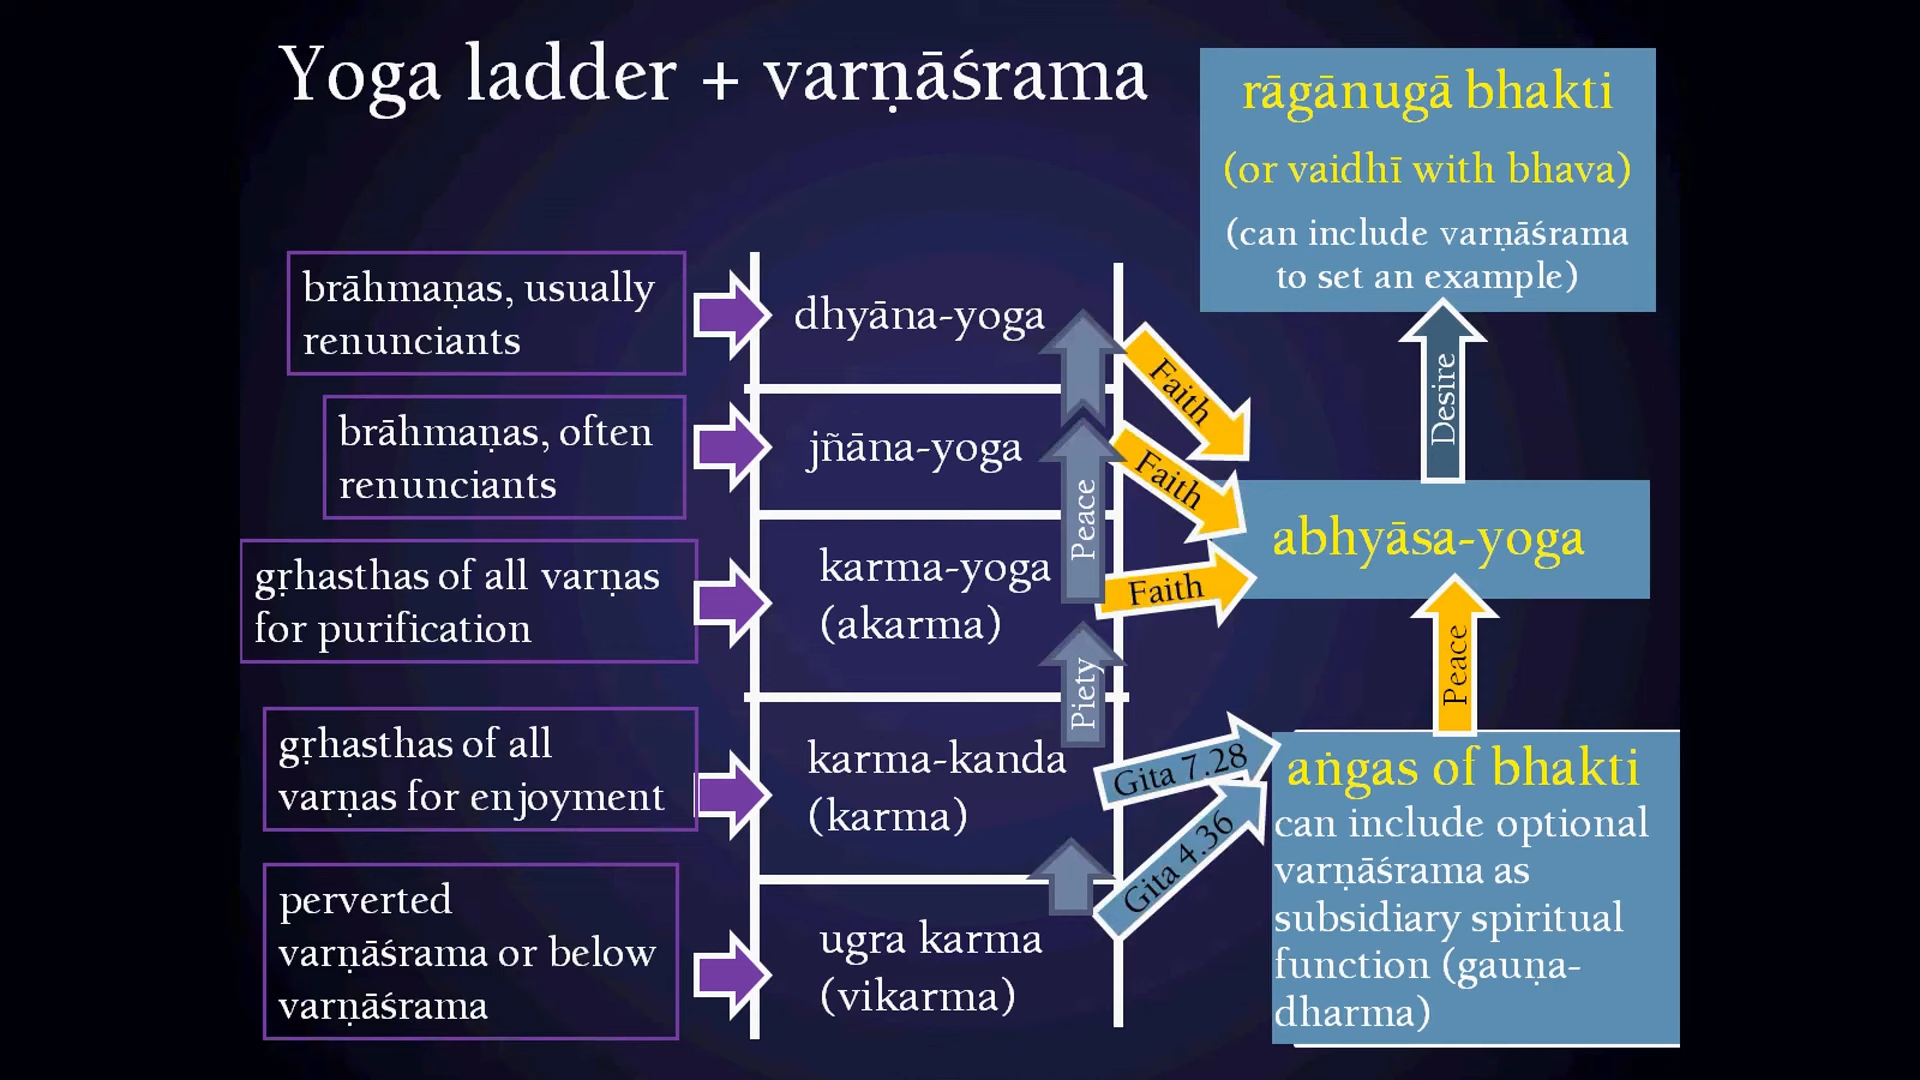 Yoga ladder + varṇāśrama
rāgānugā bhakti
(or vaidhī with bhava)
(can include varṇāśrama
to set an example)
brāhmaṇas, usually
renunciants
dhyāna-yoga
Faith
Desire
brāhmaṇas, often
renunciants
jñāna-yoga
Faith
Peace
abhyāsa-yoga
gṛhasthas of all varṇas
for purification
karma-yoga
(akarma)
Faith
Piety
Peace
gṛhasthas of all
varṇas for enjoyment
karma-kanda
(karma)
Gita 7.28
Gita 4.36
aṅgas of bhakti
can include optional
varṇāśrama as
subsidiary spiritual
function (gauṇa-
dharma)
perverted
varṇāśrama or below
varṇāśrama
ugra karma
(vikarma)